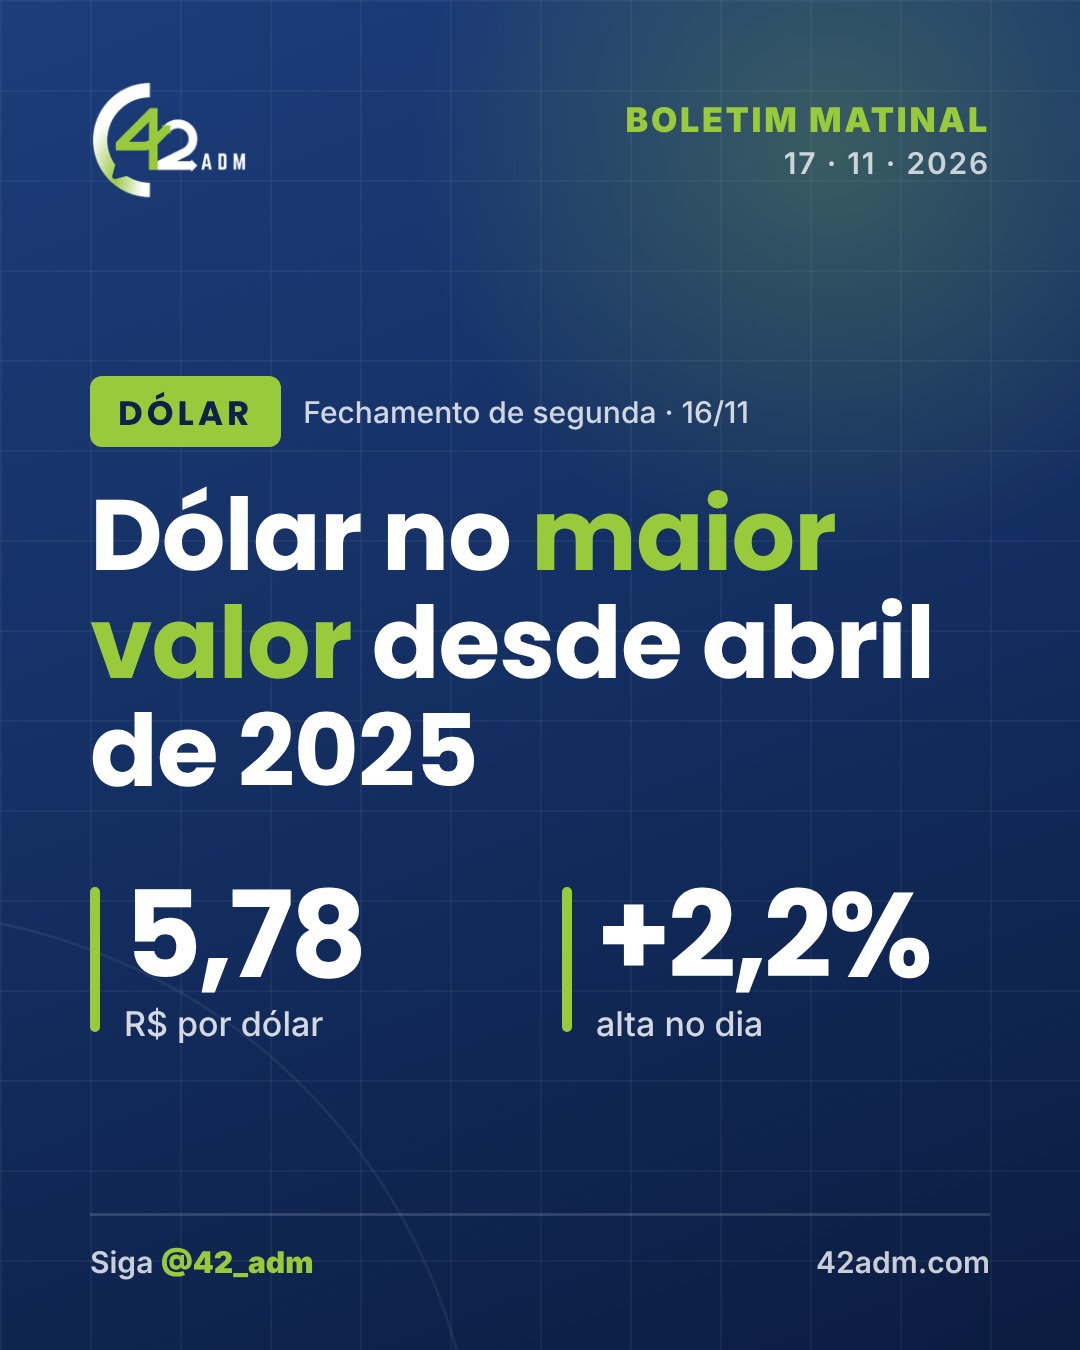 42 ADM
BOLETIM MATINAL
17 · 11 · 2026
DÓLAR
Fechamento de segunda · 16/11
Dólar no maior
valor desde abril
de 2025
5,78
R$ por dólar
+2,2%
alta no dia
Siga @42_adm
42adm.com